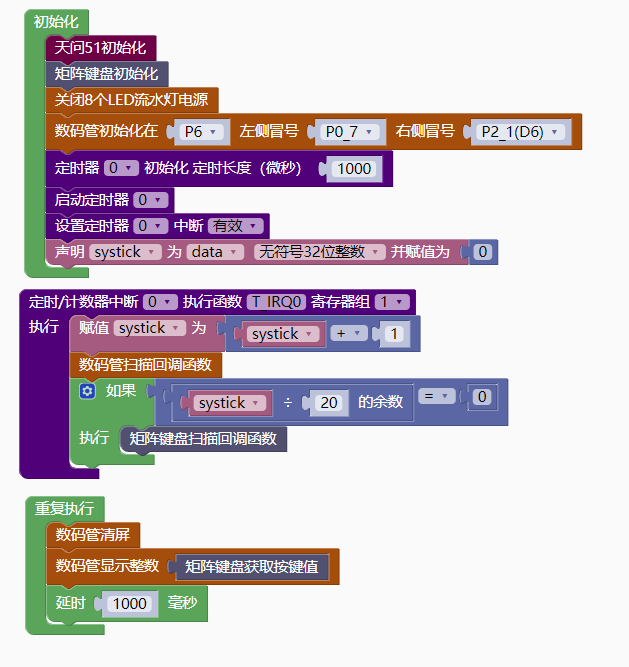 初始化
天问51初始化
矩阵键盘初始化
关闭8个LED流水灯电源
数码管初始化在 P6 左侧冒号 P0_7 右侧冒号 P2_1(D6)
定时器 0 初始化 定时长度（微秒） 1000
启动定时器 0
设置定时器 0 中断 有效
声明 systick 为 data 无符号32位整数 并赋值为 0
定时/计数器中断 0 执行函数 T_IRQ0 寄存器组 1
执行 赋值 systick 为 systick + 1
数码管扫描回调函数
如果 systick ÷ 20 的余数 = 0
执行 矩阵键盘扫描回调函数
重复执行
数码管清屏
数码管显示整数 矩阵键盘获取按键值
延时 1000 毫秒